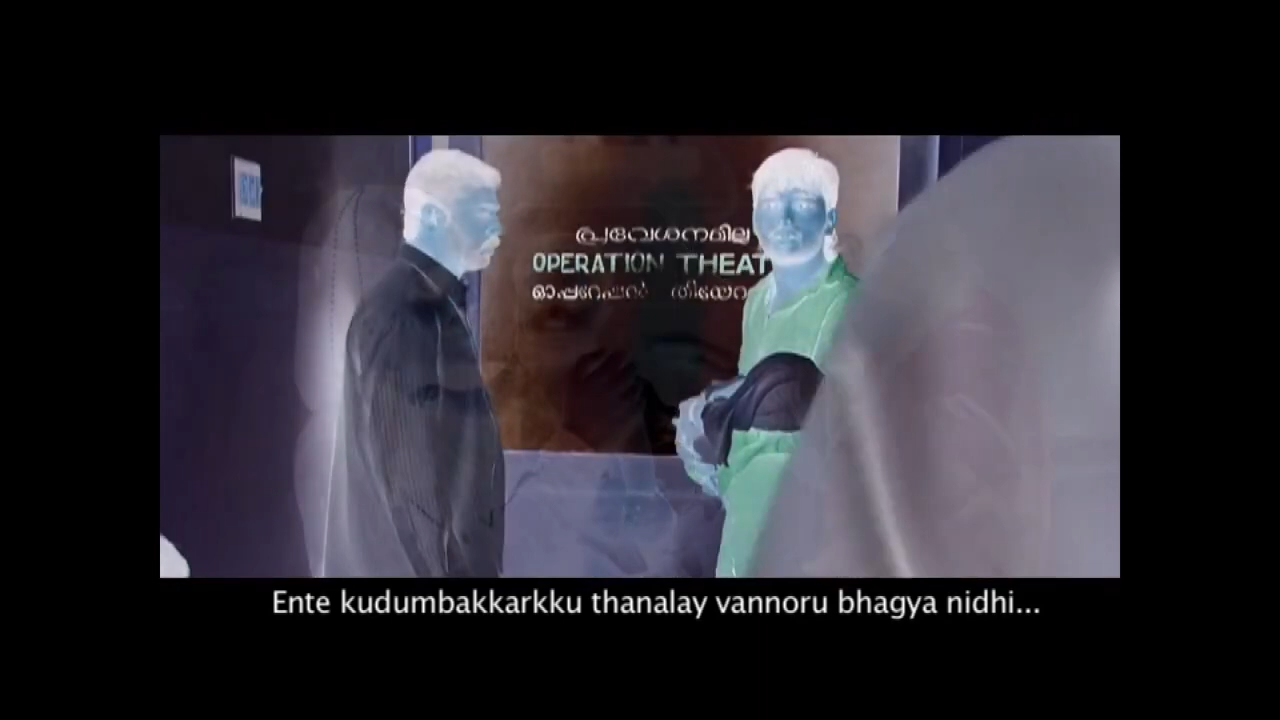 പ്രവേശനമില്ല
OPERATION THEAT
ഓപ്പറേഷൻ തിയേറ
Ente kudumbakkarkku thanalay vannoru bhagya nidhi...